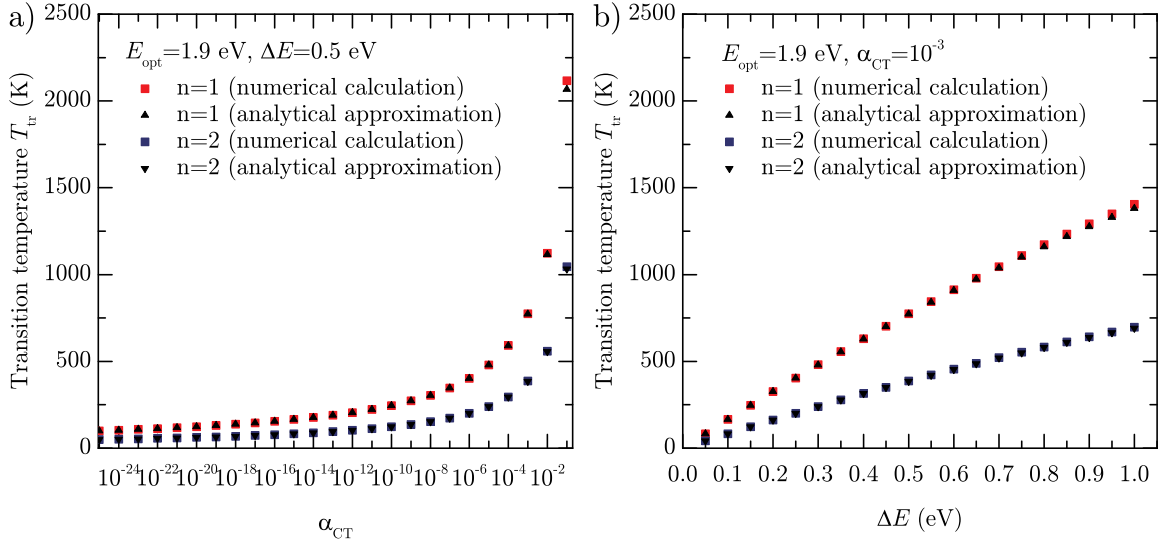 a)
Transition temperature T_tr (K)
2500
2000
1500
1000
500
0
E_opt=1.9 eV, ΔE=0.5 eV
n=1 (numerical calculation)
n=1 (analytical approximation)
n=2 (numerical calculation)
n=2 (analytical approximation)
10^-24 10^-22 10^-20 10^-18 10^-16 10^-14 10^-12 10^-10 10^-8 10^-6 10^-4 10^-2
α_CT
b)
Transition temperature T_tr (K)
2500
2000
1500
1000
500
0
E_opt=1.9 eV, α_CT=10^-3
n=1 (numerical calculation)
n=1 (analytical approximation)
n=2 (numerical calculation)
n=2 (analytical approximation)
0.0 0.1 0.2 0.3 0.4 0.5 0.6 0.7 0.8 0.9 1.0
ΔE (eV)